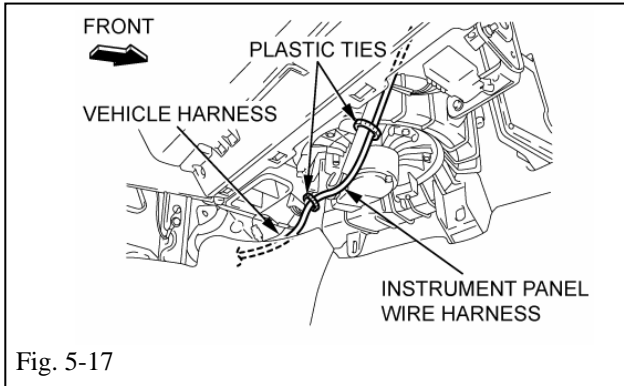 FRONT
PLASTIC TIES
VEHICLE HARNESS
INSTRUMENT PANEL
WIRE HARNESS
Fig. 5-17